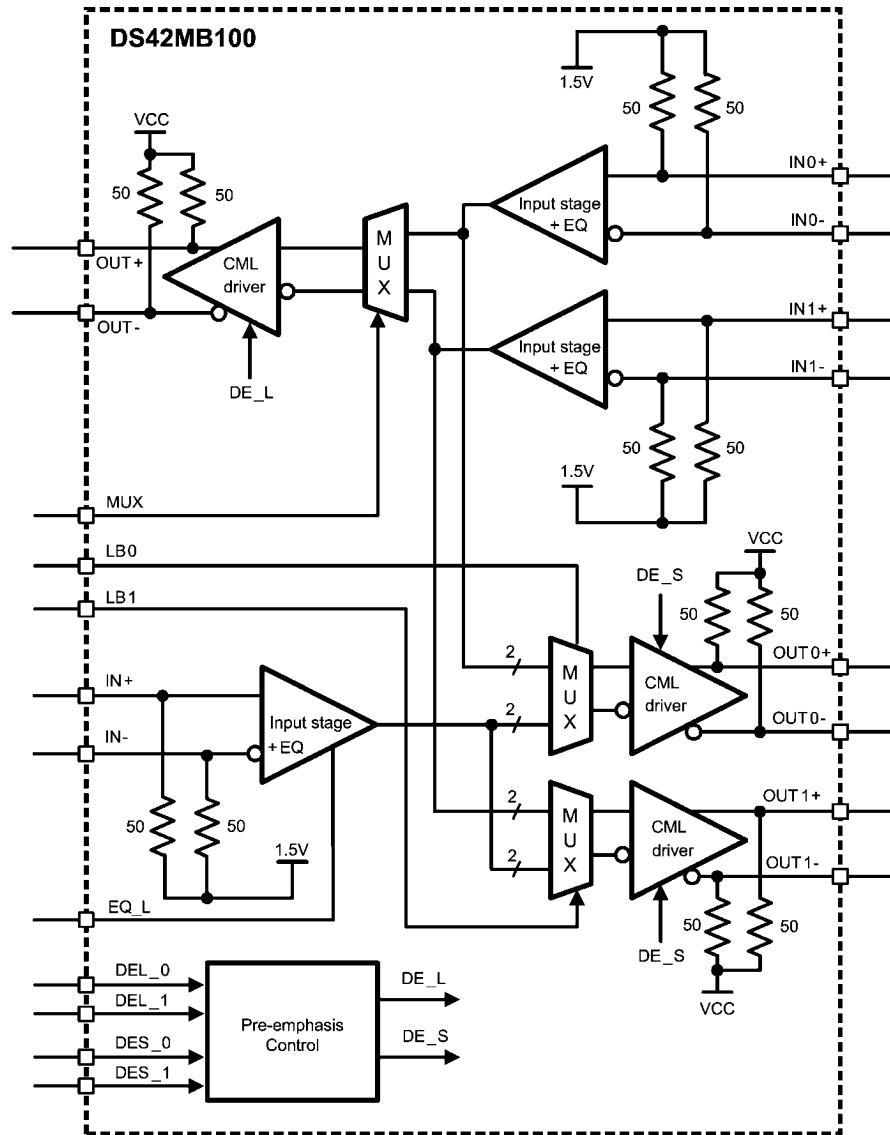 DS42MB100
1.5V
50
50
VCC
50
50
IN0+
Input stage
+ EQ
IN0-
M
U
X
OUT+
CML
driver
OUT-
IN1+
Input stage
+ EQ
IN1-
DE_L
50
50
1.5V
MUX
LB0
VCC
DE_S
LB1
50
50
2
M
U
X
OUT0+
CML
driver
IN+
Input stage
+ EQ
2
OUT0-
IN-
OUT1+
2
M
U
X
CML
driver
50
50
1.5V
2
OUT1-
EQ_L
50
50
DE_S
VCC
DEL_0
DE_L
DEL_1
Pre-emphasis
Control
DES_0
DE_S
DES_1